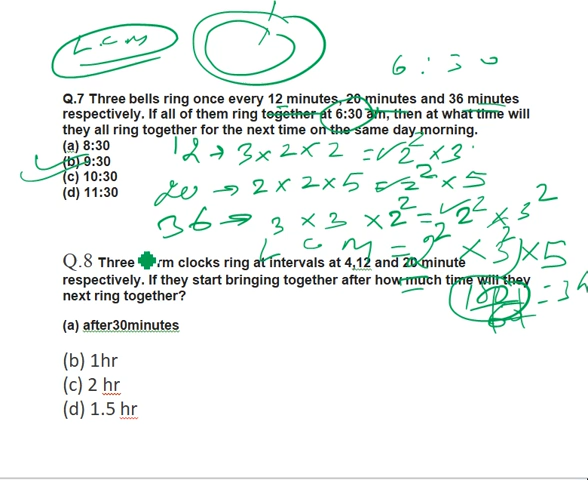 L.C.M
6:30
Q.7 Three bells ring once every 12 minutes, 20 minutes and 36 minutes
respectively. If all of them ring together at 6:30 am, then at what time will
they all ring together for the next time on the same day morning.
(a) 8:30
12 → 3 × 2 × 2 = 2² × 3
(b) 9:30
(c) 10:30
20 → 2 × 2 × 5 = 2² × 5
(d) 11:30
36 → 3 × 3 × 2² = 2² × 3²
L C M = 2² × 3² × 5
Q.8 Three rm clocks ring at intervals at 4,12 and 20 minute
respectively. If they start bringing together after how much time will they
180 = 3h
60
next ring together?
(a) after30minutes
(b) 1hr
(c) 2 hr
(d) 1.5 hr